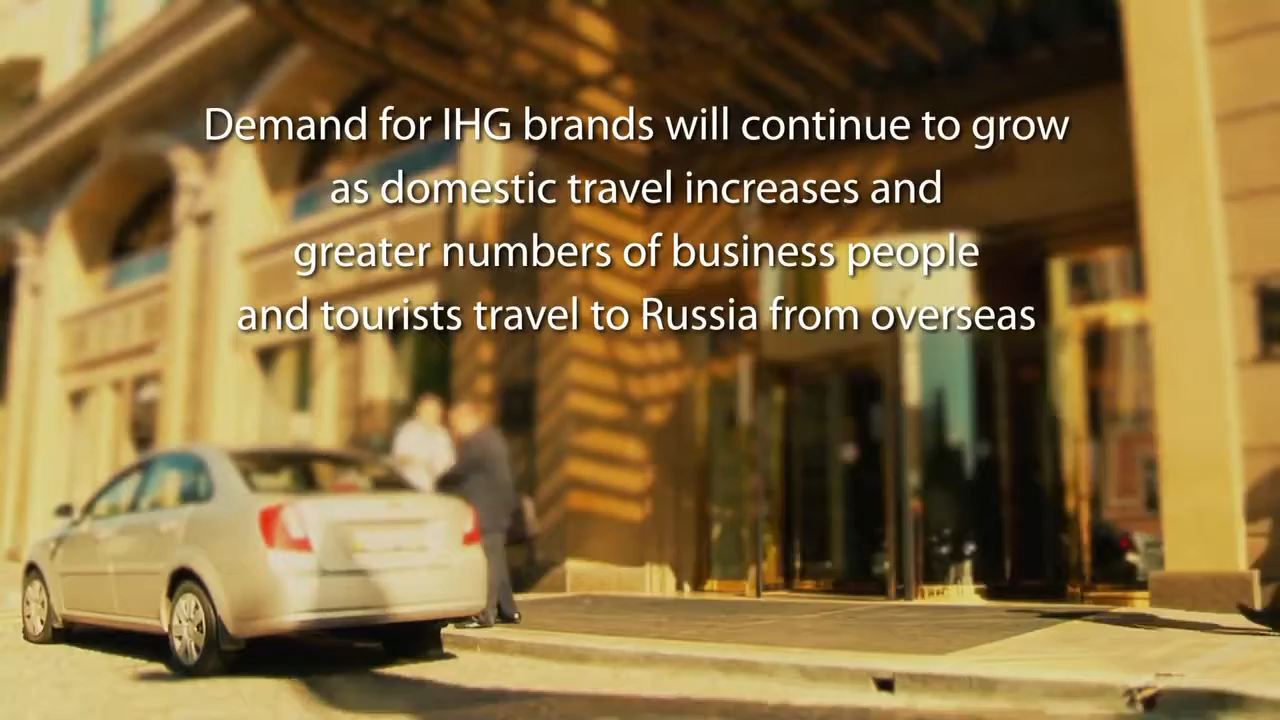 Demand for IHG brands will continue to grow
as domestic travel increases and
greater numbers of business people
and tourists travel to Russia from overseas